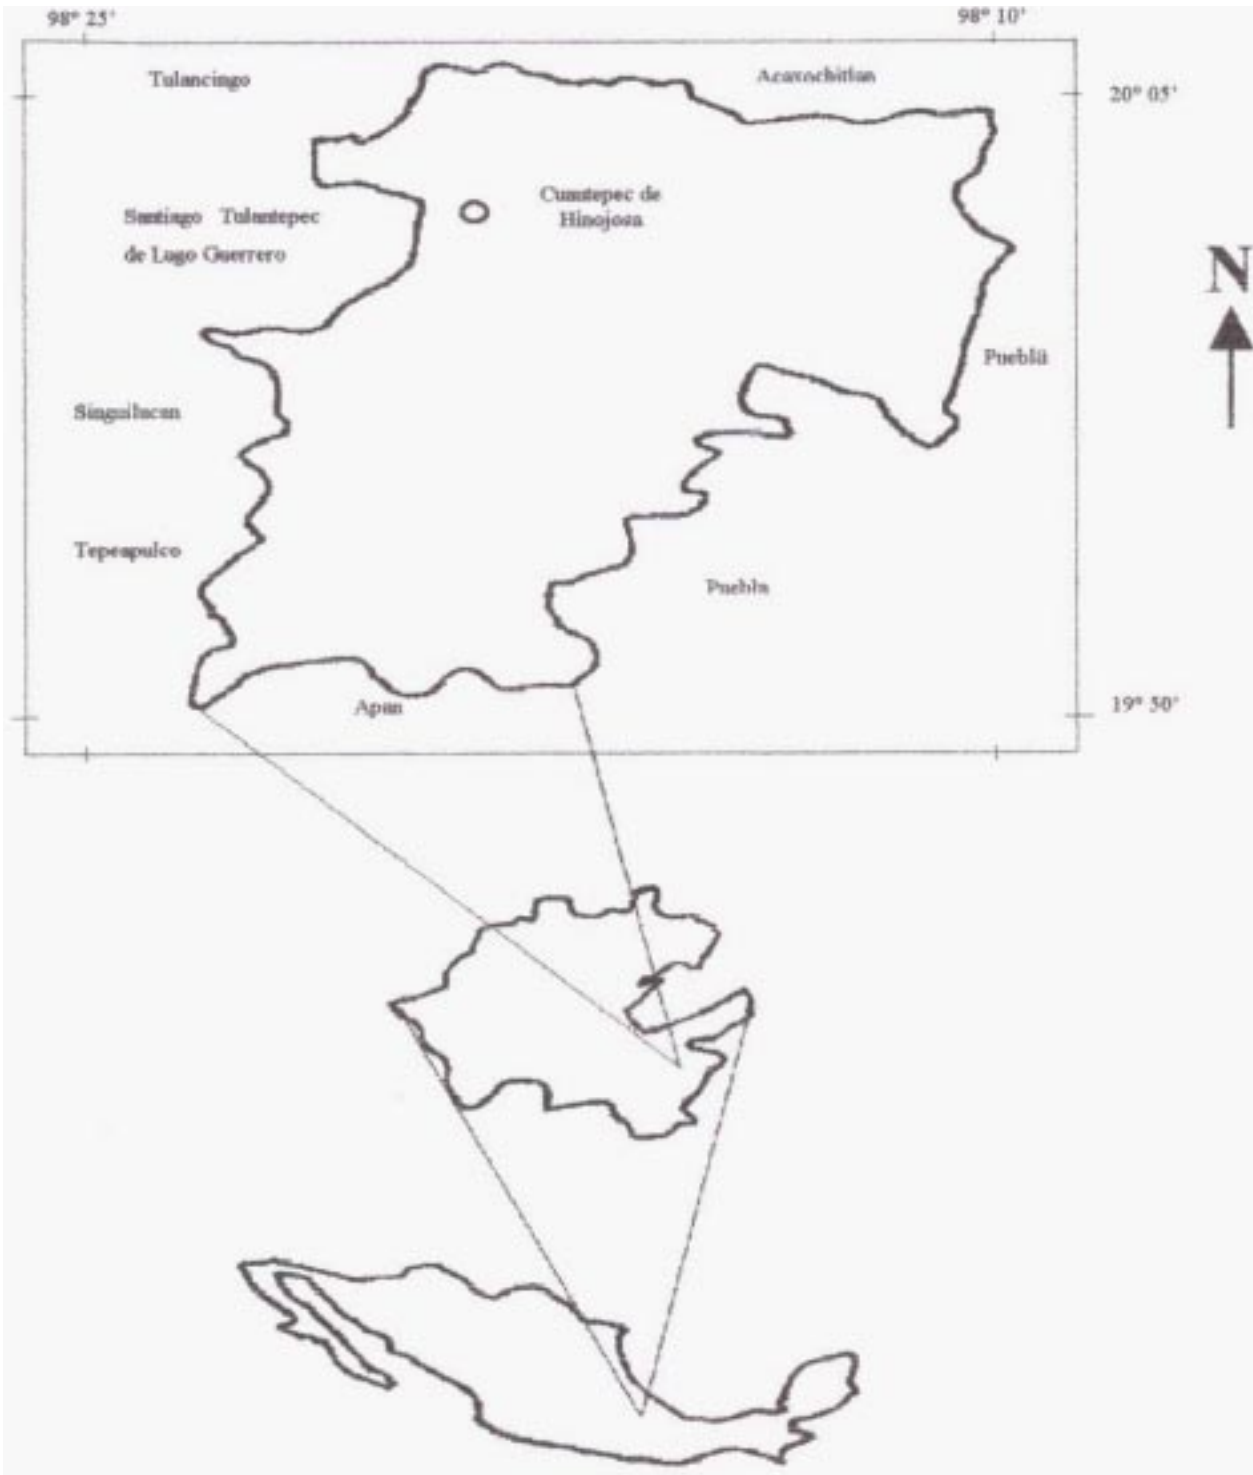 98° 25'
98° 10'
Tulancingo
Acaxochitlan
20° 05'
Cuautepec de
Hinojosa
Santiago Tulantepec
de Lugo Guerrero
N
Puebla
Singuilucan
Tepeapulco
Puebla
Apan
19° 50'